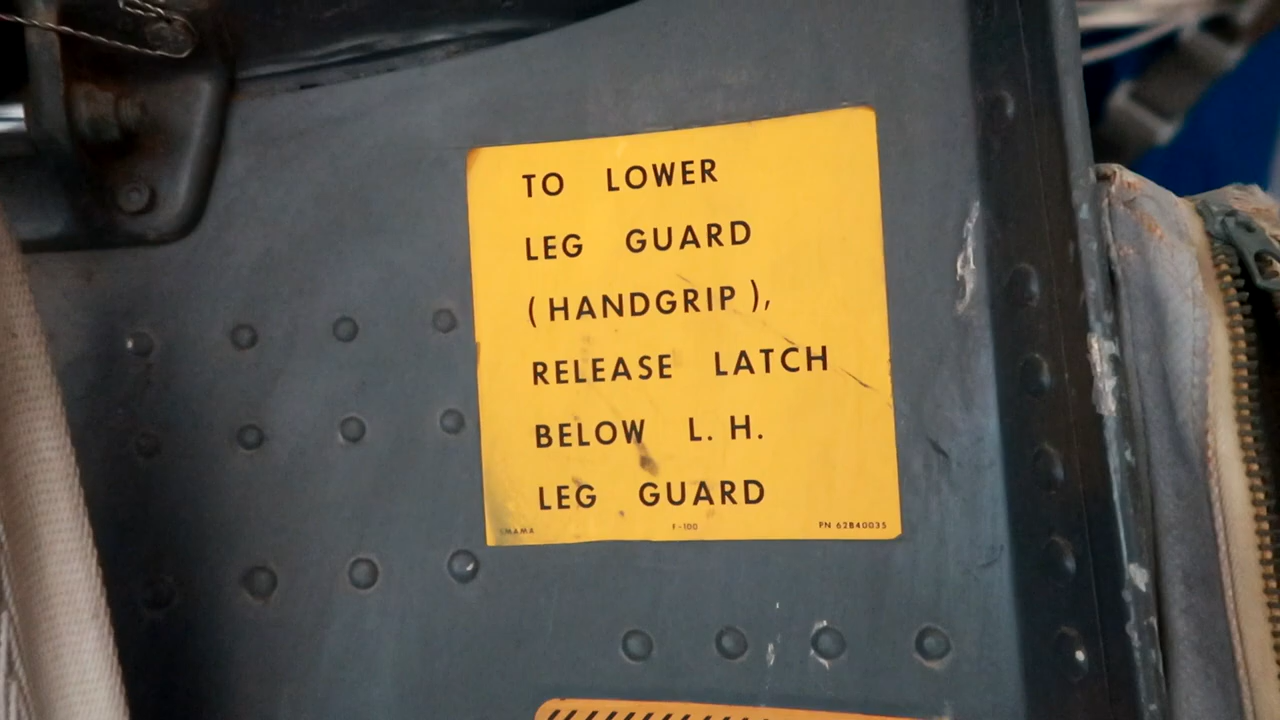 TO LOWER
LEG GUARD
(HANDGRIP),
RELEASE LATCH
BELOW L. H.
LEG GUARD
F-100 PN 62B40035